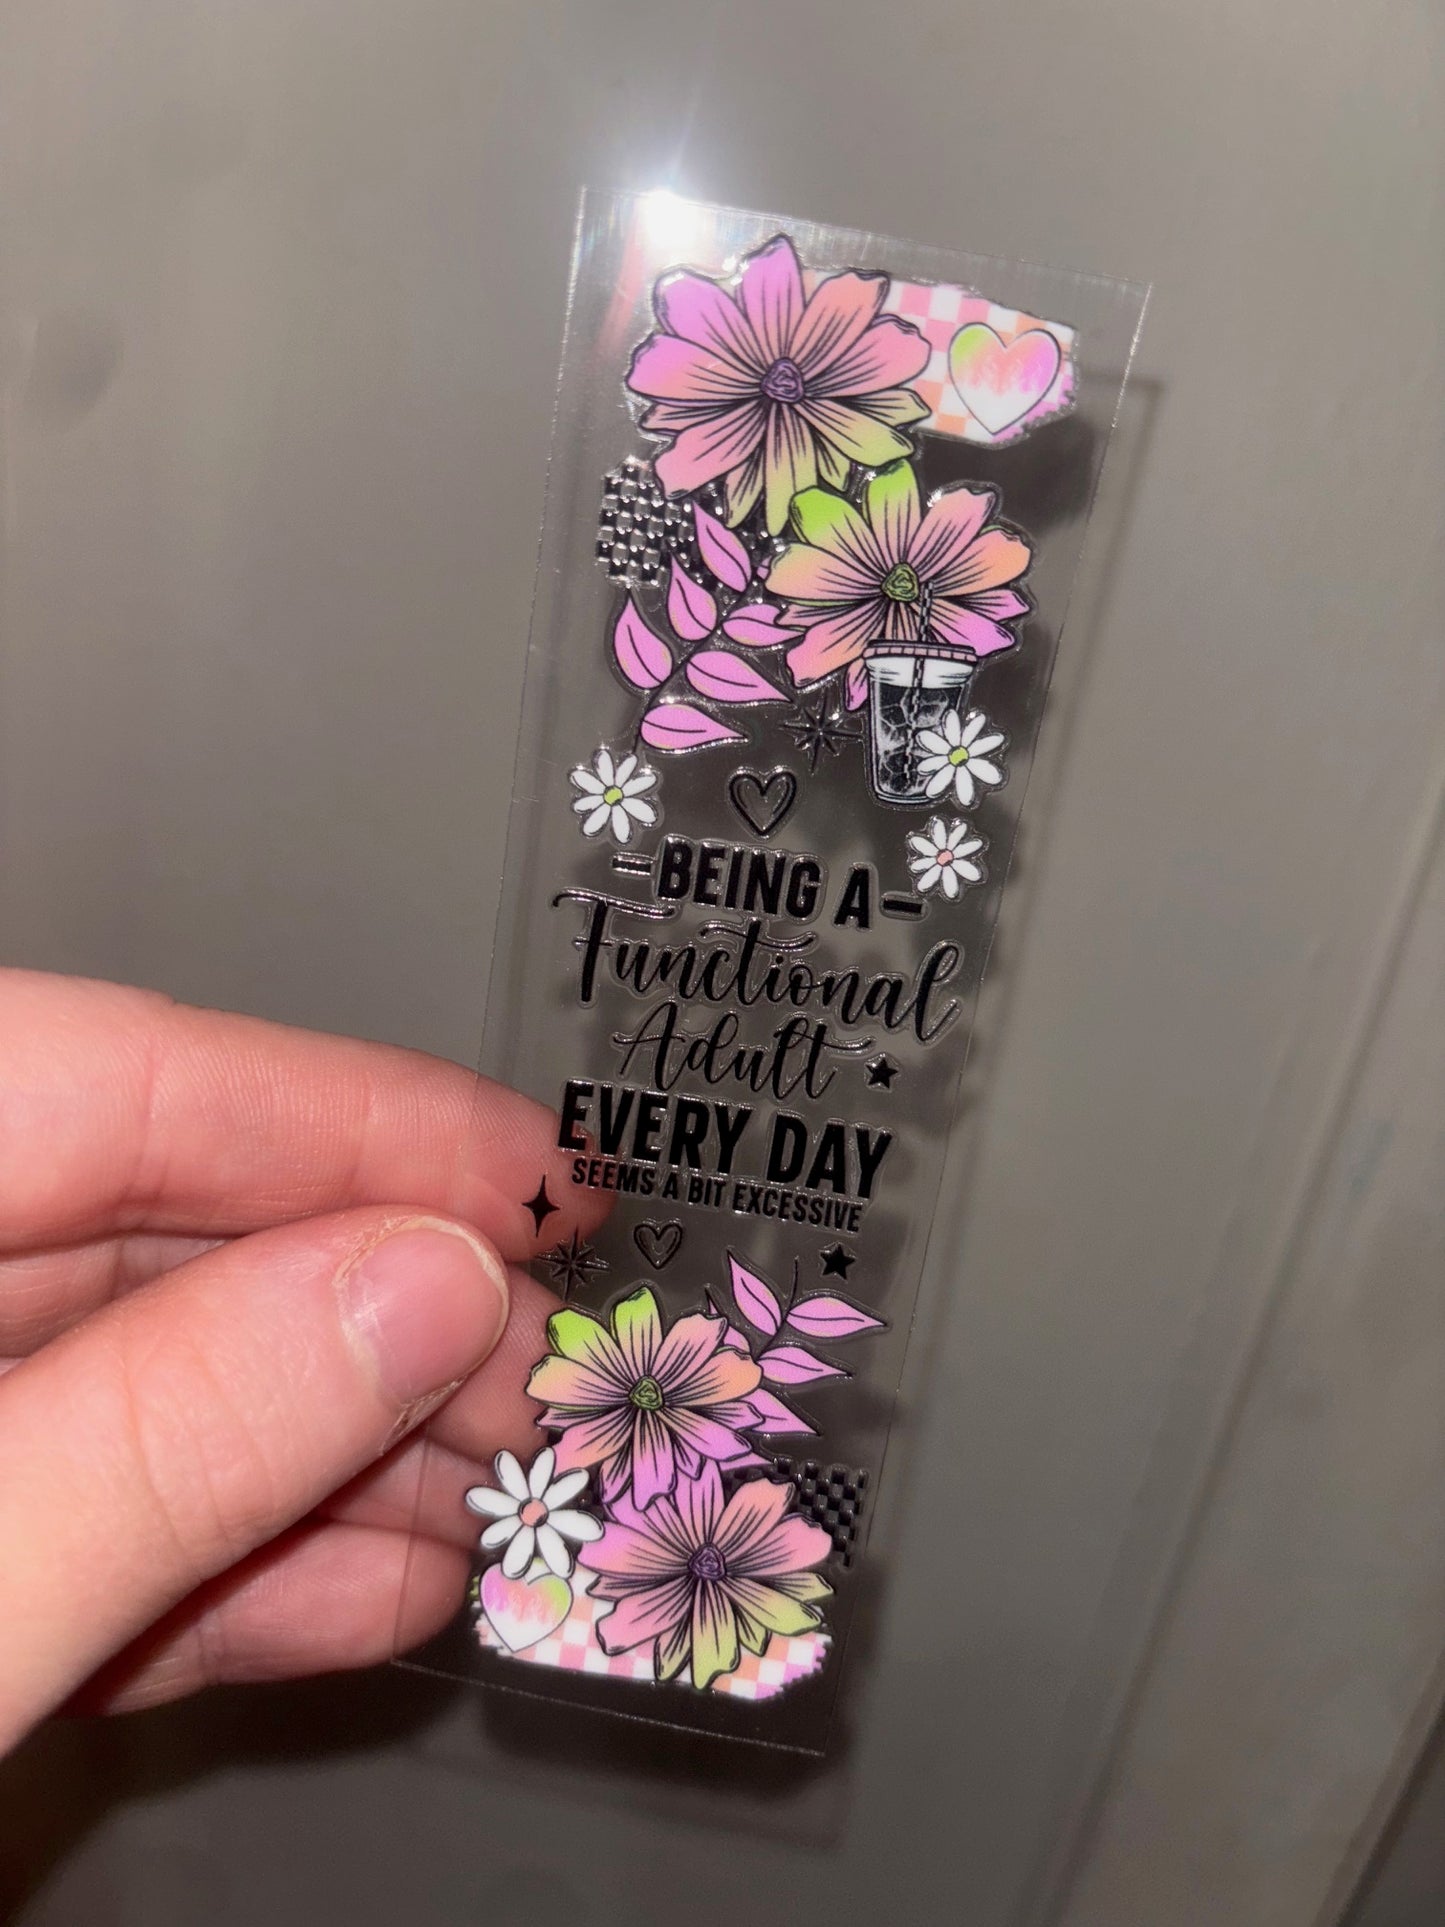 -BEING A-
Functional
Adult
EVERY DAY
SEEMS A BIT EXCESSIVE